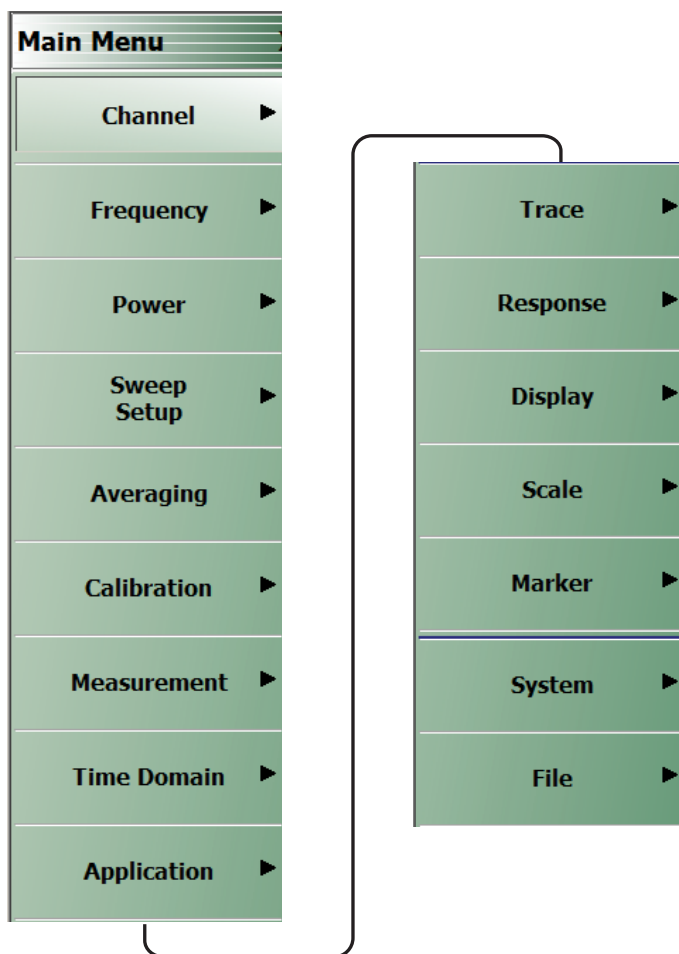 Main Menu
Channel
Frequency
Power
Sweep
Setup
Averaging
Calibration
Measurement
Time Domain
Application
Trace
Response
Display
Scale
Marker
System
File